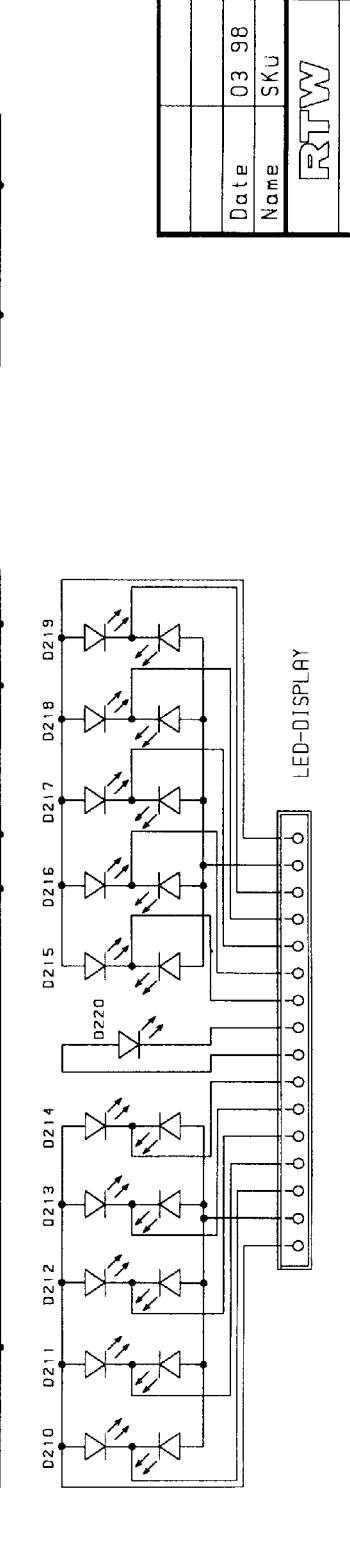 Date 03 98
Name SKü
RTW
D219
D218
D217
D216
D215
D220
D214
D213
D212
D211
D210
LED-DISPLAY